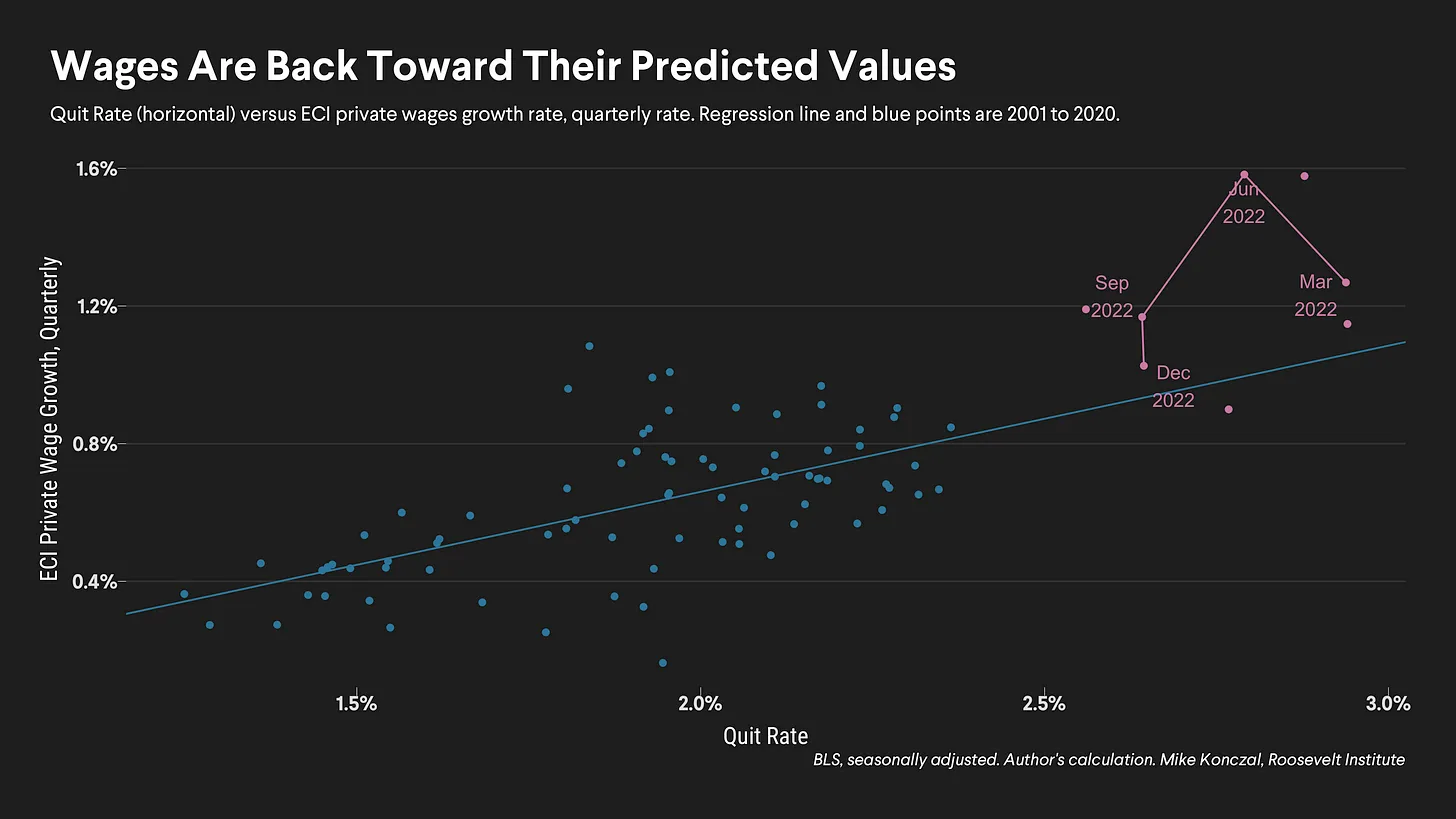 Wages Are Back Toward Their Predicted Values
Quit Rate (horizontal) versus ECI private wages growth rate, quarterly rate. Regression line and blue points are 2001 to 2020.
ECI Private Wage Growth, Quarterly
1.6%
1.2%
0.8%
0.4%
Jun
2022
Sep
2022
Mar
2022
Dec
2022
1.5%
2.0%
2.5%
3.0%
Quit Rate
BLS, seasonally adjusted. Author's calculation. Mike Konczal, Roosevelt Institute